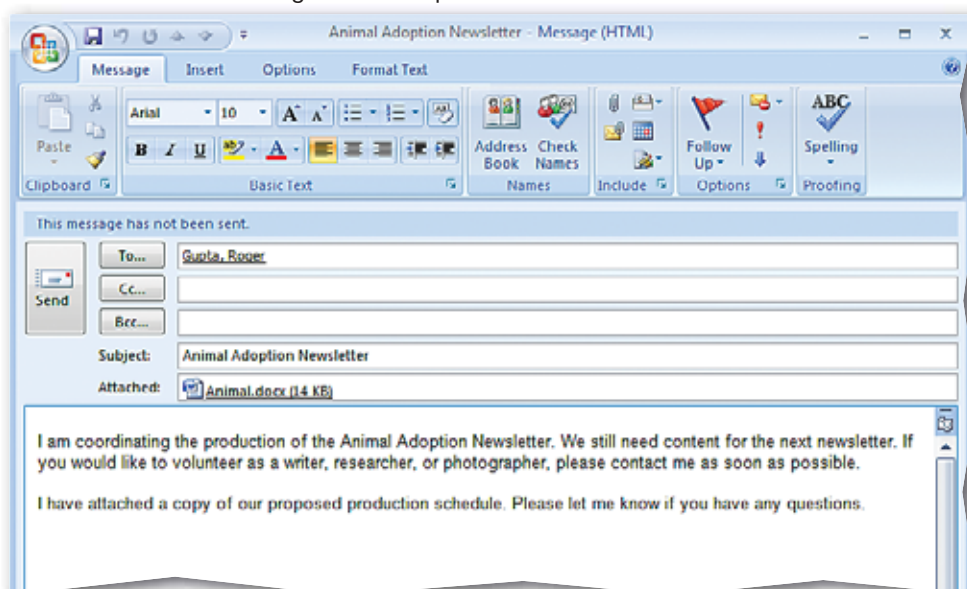 Animal Adoption Newsletter - Message (HTML)
Message Insert Options Format Text
Arial 10 A A
Paste B I U A Address Check Follow ABC
Book Names Up Spelling
Clipboard Basic Text Names Include Options Proofing
This message has not been sent.
To... Gupta, Roger
Send Cc...
Bcc...
Subject: Animal Adoption Newsletter
Attached: Animal.docx (14 KB)
I am coordinating the production of the Animal Adoption Newsletter. We still need content for the next newsletter. If
you would like to volunteer as a writer, researcher, or photographer, please contact me as soon as possible.
I have attached a copy of our proposed production schedule. Please let me know if you have any questions.